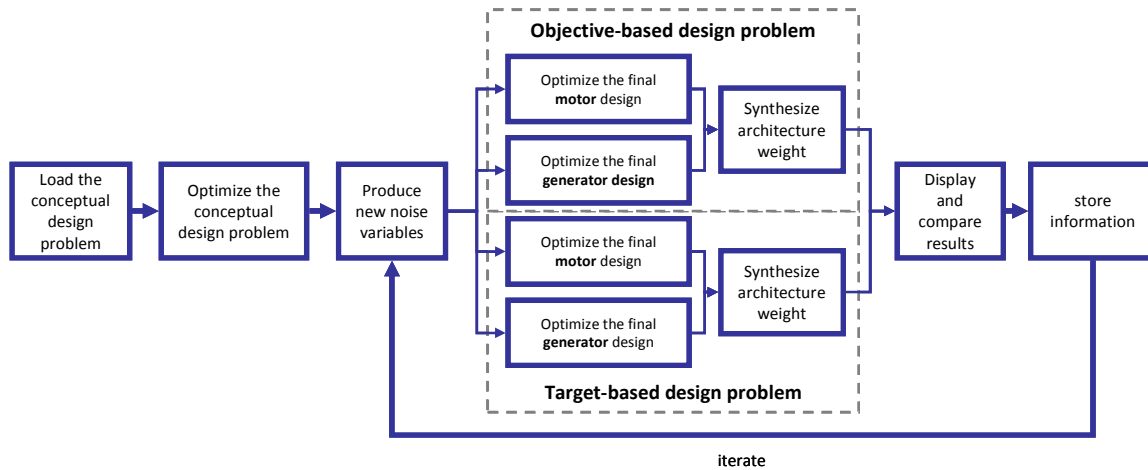 Objective-based design problem
Load the
conceptual
design
problem
Optimize the
conceptual
design problem
Produce
new noise
variables
Optimize the final
motor design
Optimize the final
generator design
Synthesize
architecture
weight
Optimize the final
motor design
Optimize the final
generator design
Synthesize
architecture
weight
Target-based design problem
Display
and
compare
results
store
information
iterate